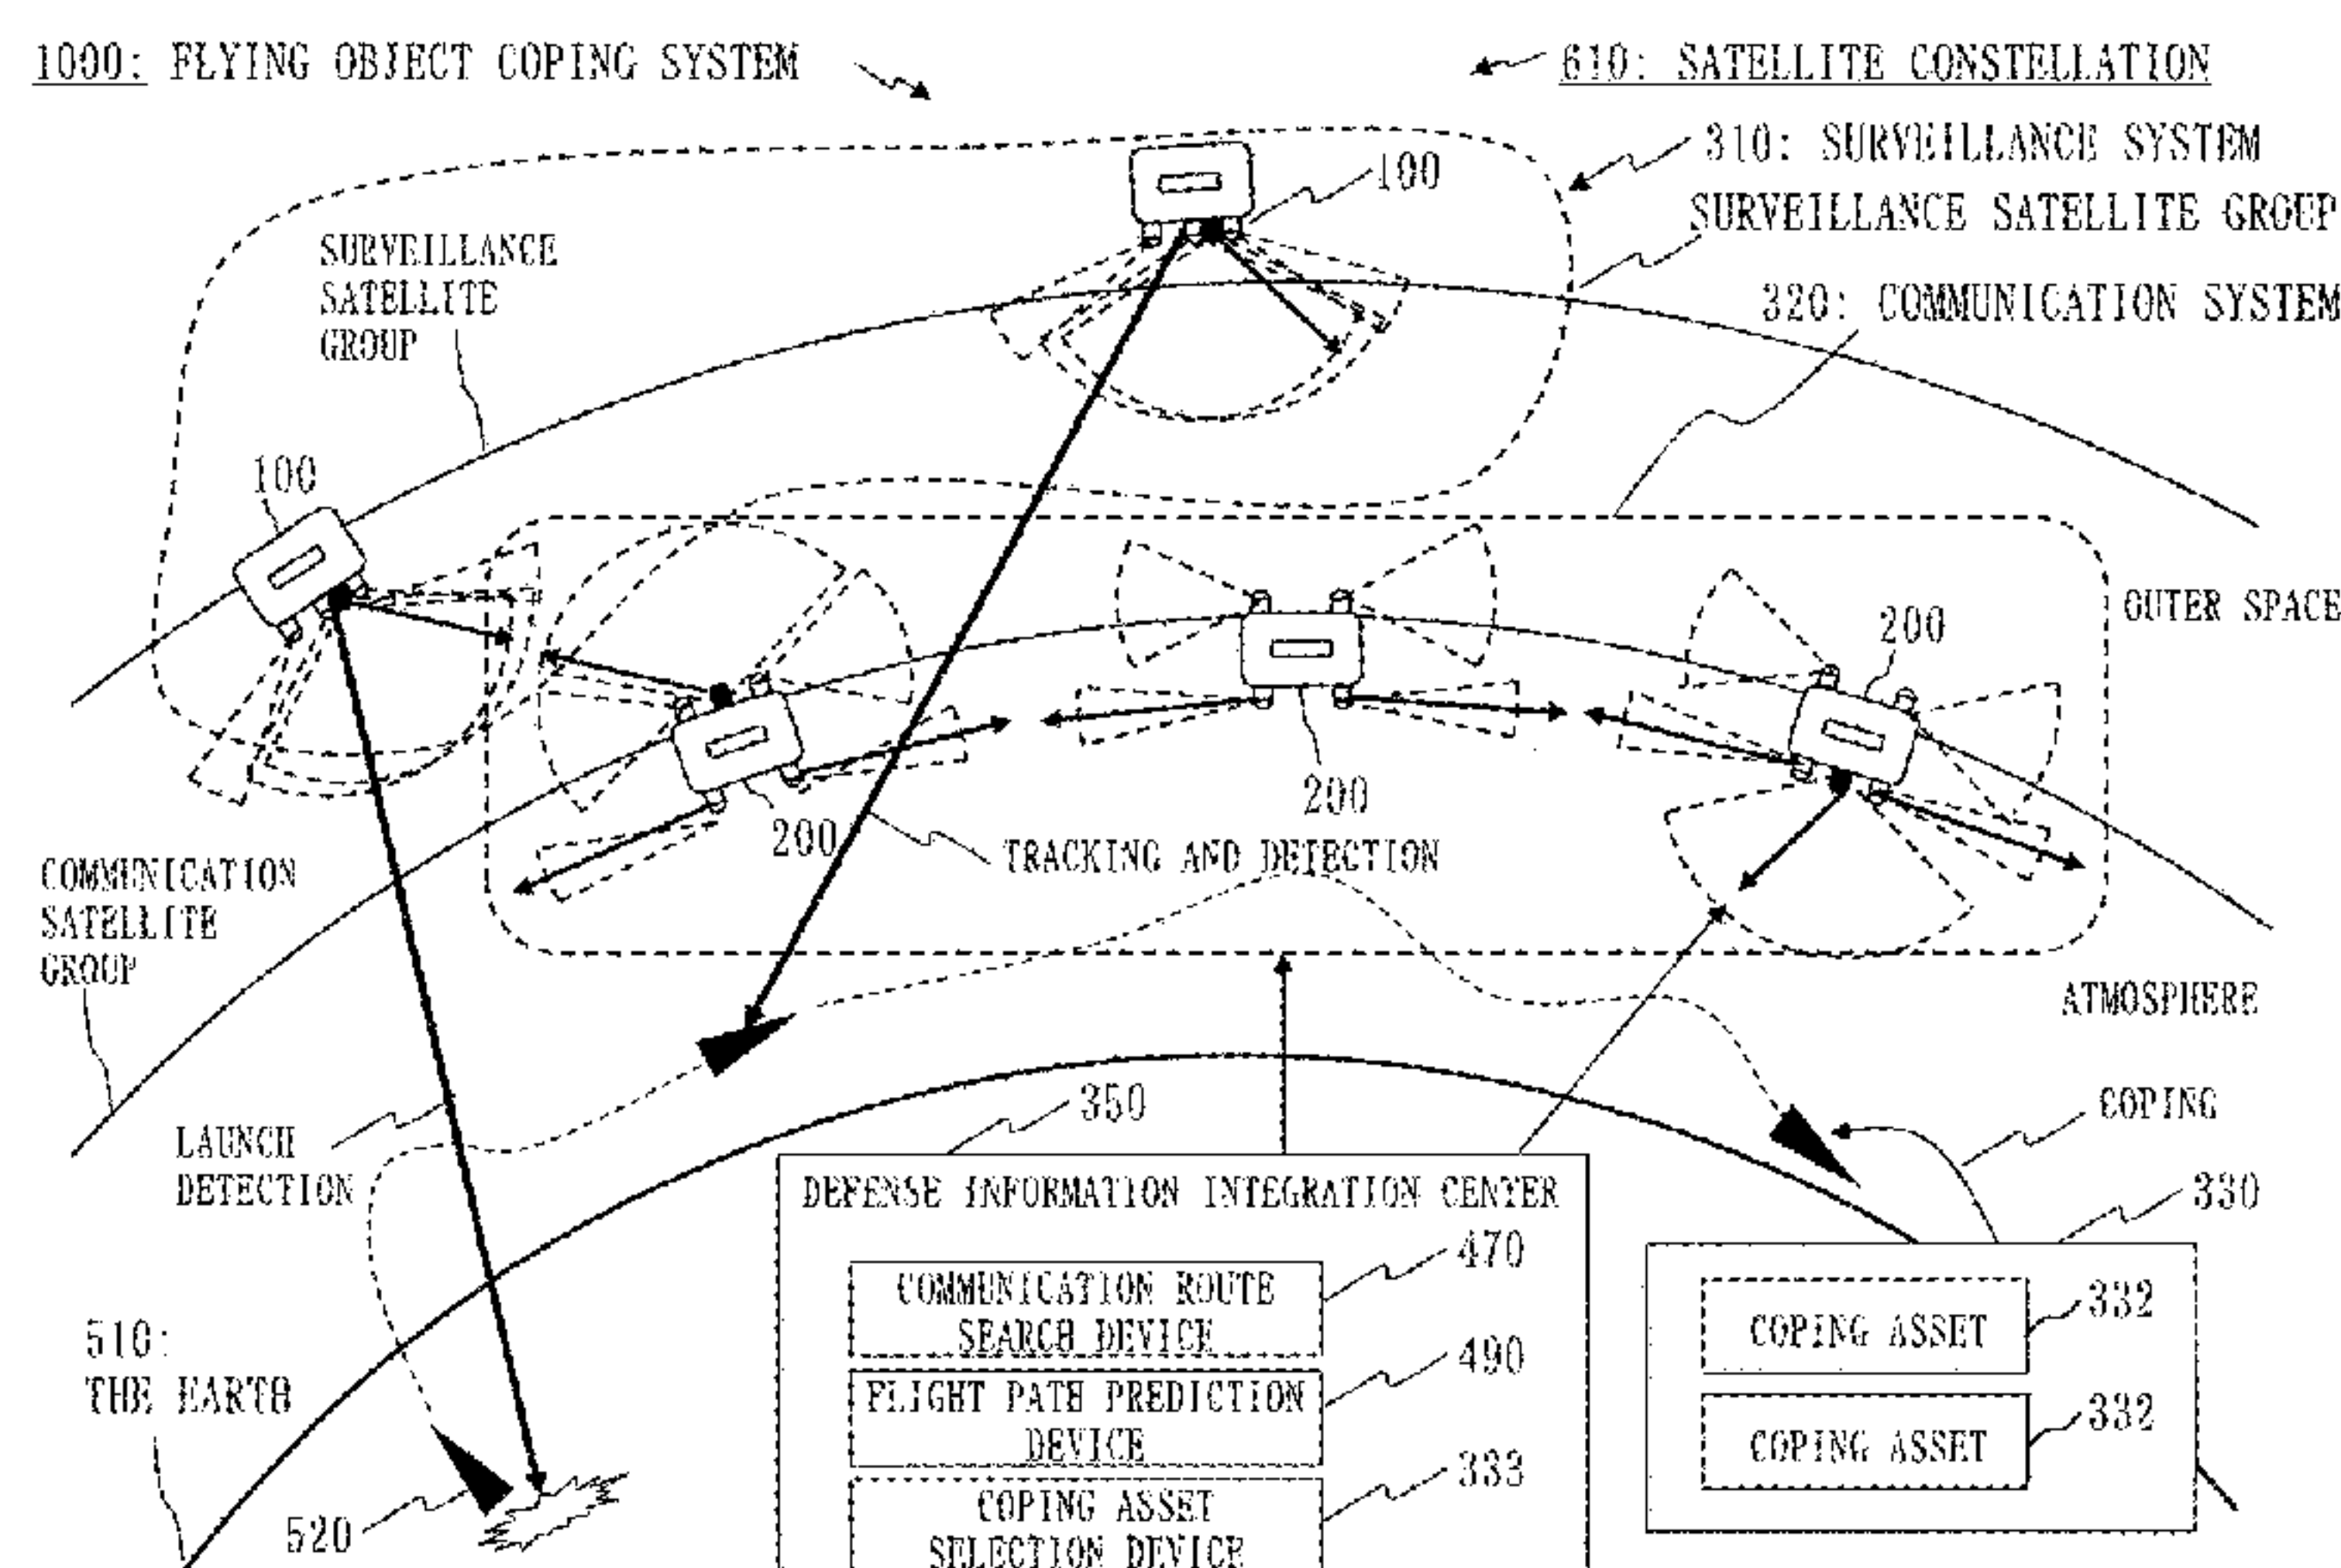 1000: FLYING OBJECT COPING SYSTEM
610: SATELLITE CONSTELLATION
310: SURVEILLANCE SYSTEM
100
SURVEILLANCE SATELLITE GROUP
SURVEILLANCE
SATELLITE
GROUP
320: COMMUNICATION SYSTEM
100
OUTER SPACE
200
200
200
TRACKING AND DETECTION
COMMUNICATION
SATELLITE
GROUP
ATMOSPHERE
350
COPING
LAUNCH
DETECTION
DEFENSE INFORMATION INTEGRATION CENTER
330
470
COMMUNICATION ROUTE
SEARCH DEVICE
332
COPING ASSET
510:
THE EARTH
490
FLIGHT PATH PREDICTION
DEVICE
332
COPING ASSET
333
COPING ASSET
SELECTION DEVICE
520